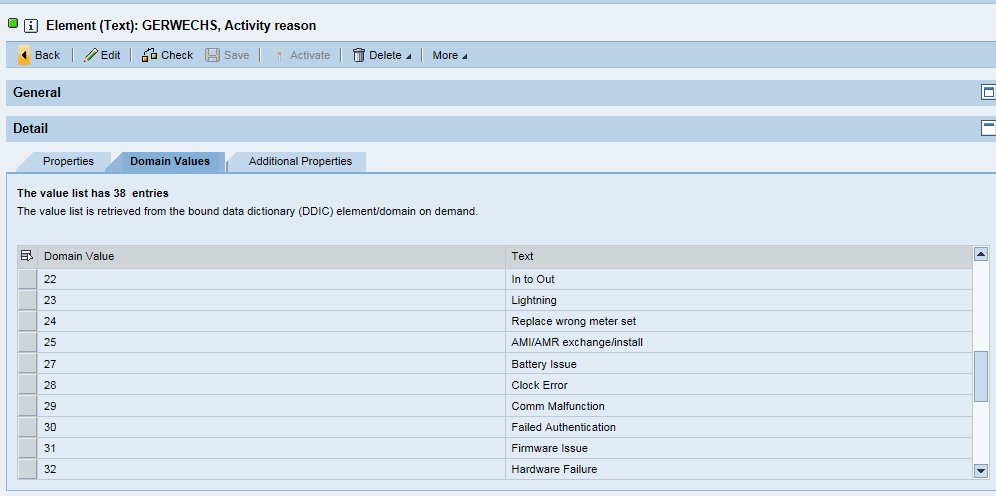 Element (Text): GERWECHS, Activity reason
Back Edit Check Save Activate Delete More
General
Detail
Properties Domain Values Additional Properties
The value list has 38 entries
The value list is retrieved from the bound data dictionary (DDIC) element/domain on demand.
Domain Value Text
22 In to Out
23 Lightning
24 Replace wrong meter set
25 AMI/AMR exchange/install
27 Battery Issue
28 Clock Error
29 Comm Malfunction
30 Failed Authentication
31 Firmware Issue
32 Hardware Failure